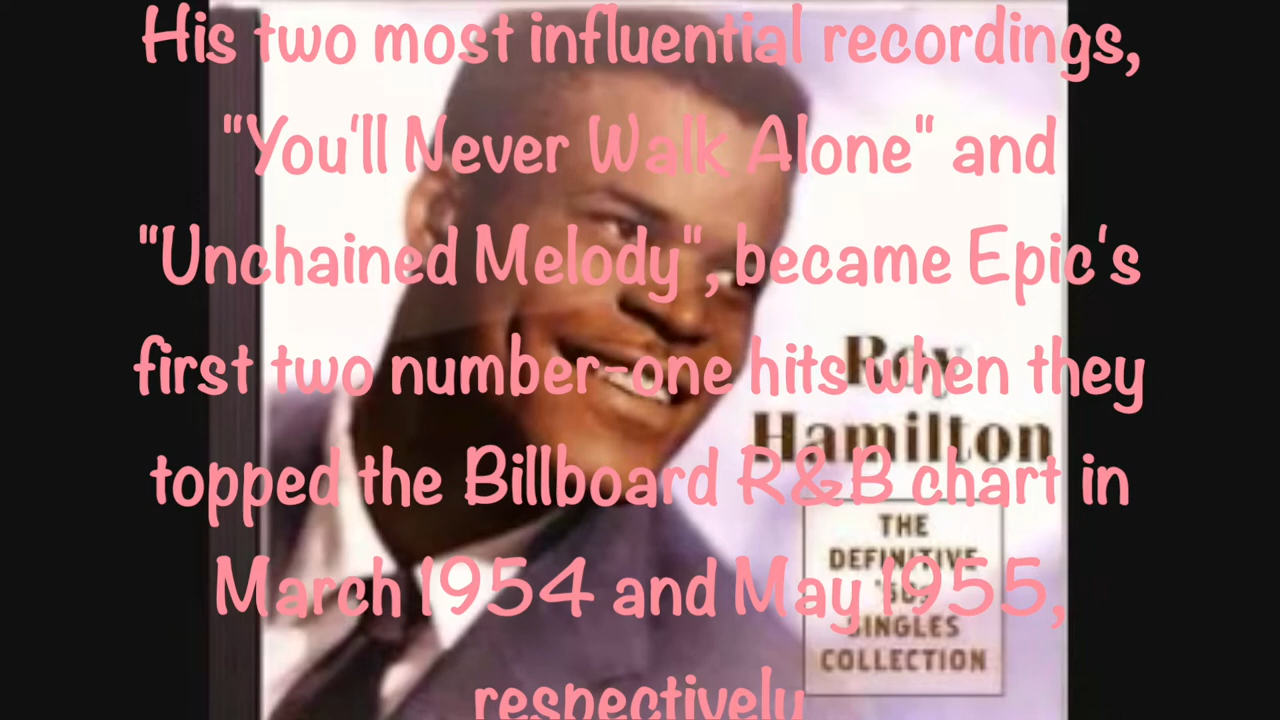 His two most influential recordings,
"You'll Never Walk Alone" and
"Unchained Melody", became Epic's
first two number-one hits when they
topped the Billboard R&B chart in
March 1954 and May 1955,
respectively
Roy
Hamilton
THE
DEFINITIVE
'50s
SINGLES
COLLECTION